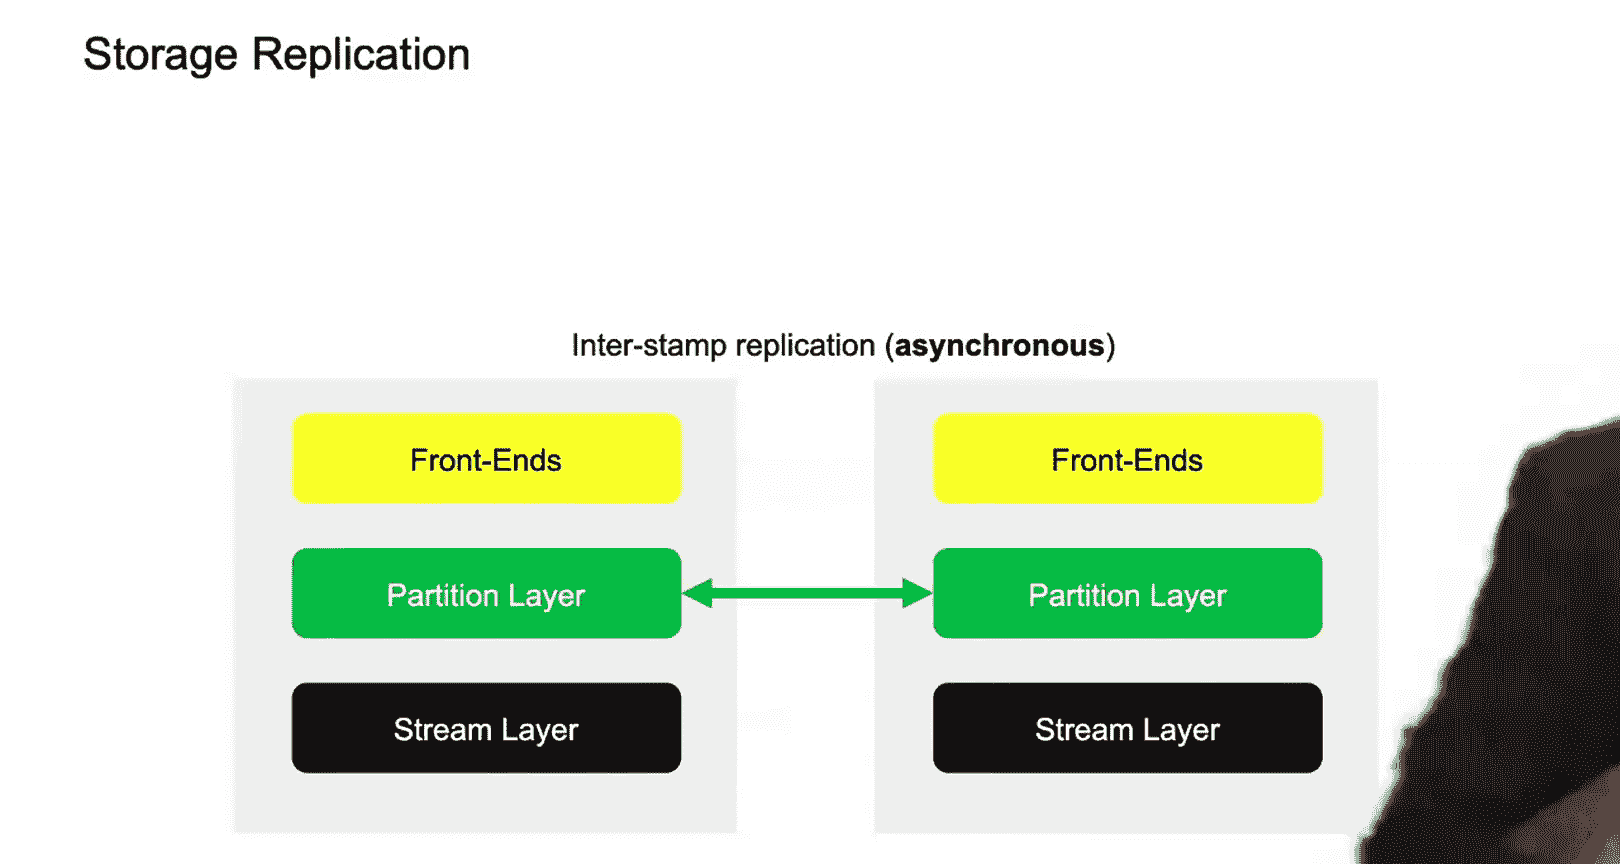 Storage Replication
Inter-stamp replication (asynchronous)
Front-Ends
Front-Ends
Partition Layer
Partition Layer
Stream Layer
Stream Layer